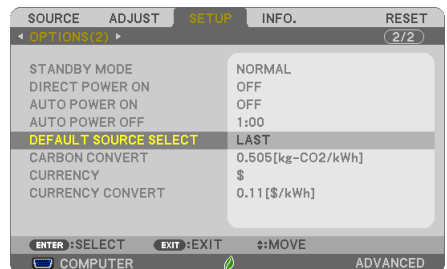 SOURCE ADJUST SETUP INFO. RESET
OPTIONS(2) 2/2
STANDBY MODE NORMAL
DIRECT POWER ON OFF
AUTO POWER ON OFF
AUTO POWER OFF 1:00
DEFAULT SOURCE SELECT LAST
CARBON CONVERT 0.505[kg-CO2/kWh]
CURRENCY $
CURRENCY CONVERT 0.11[$/kWh]
ENTER :SELECT EXIT :EXIT :MOVE
COMPUTER ADVANCED